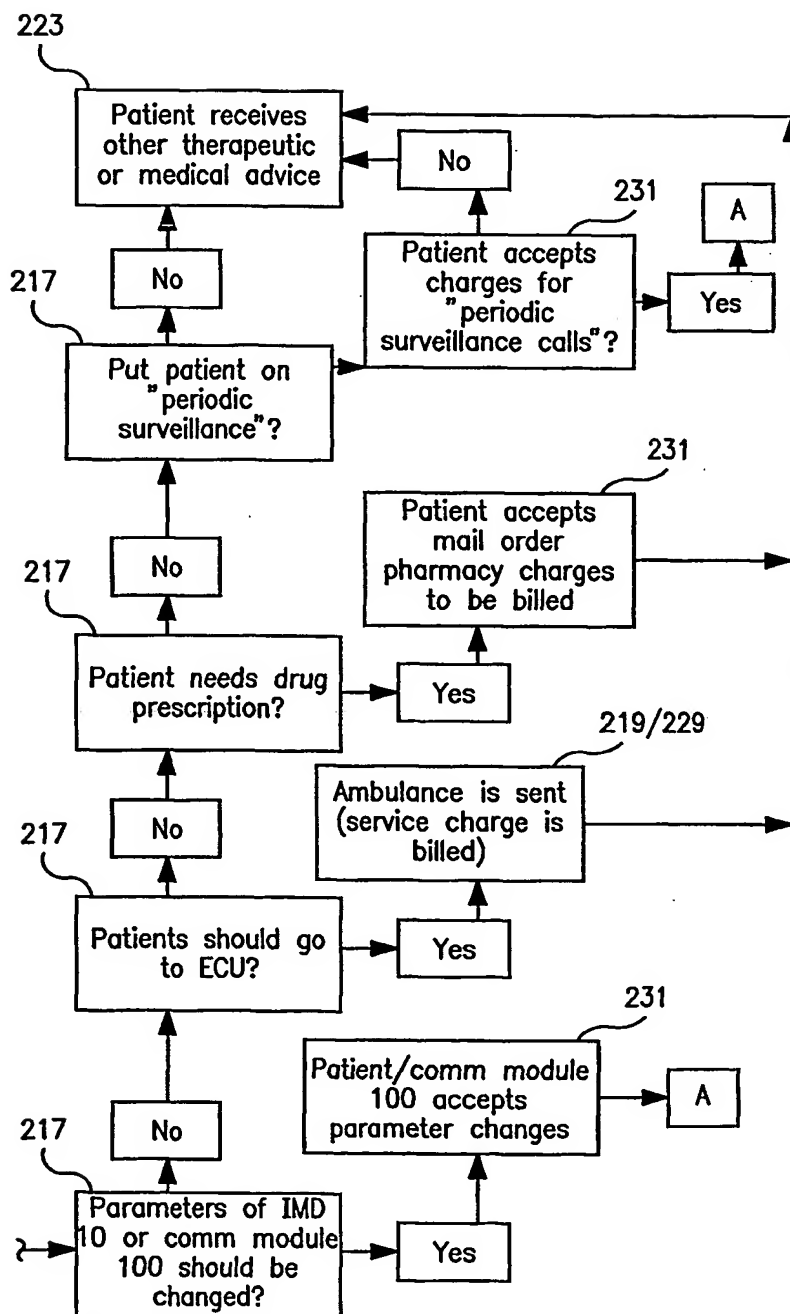 223
Patient receives
other therapeutic
or medical advice
No
231
A
No
Patient accepts
charges for
"periodic
surveillance calls"?
Yes
217
Put patient on
"periodic
surveillance"?
231
Patient accepts
mail order
pharmacy charges
to be billed
No
217
Patient needs drug
prescription?
Yes
219/229
Ambulance is sent
(service charge is
billed)
No
217
Patients should go
to ECU?
Yes
231
Patient/comm module
100 accepts
parameter changes
A
No
217
Parameters of IMD
10 or comm module
100 should be
changed?
Yes